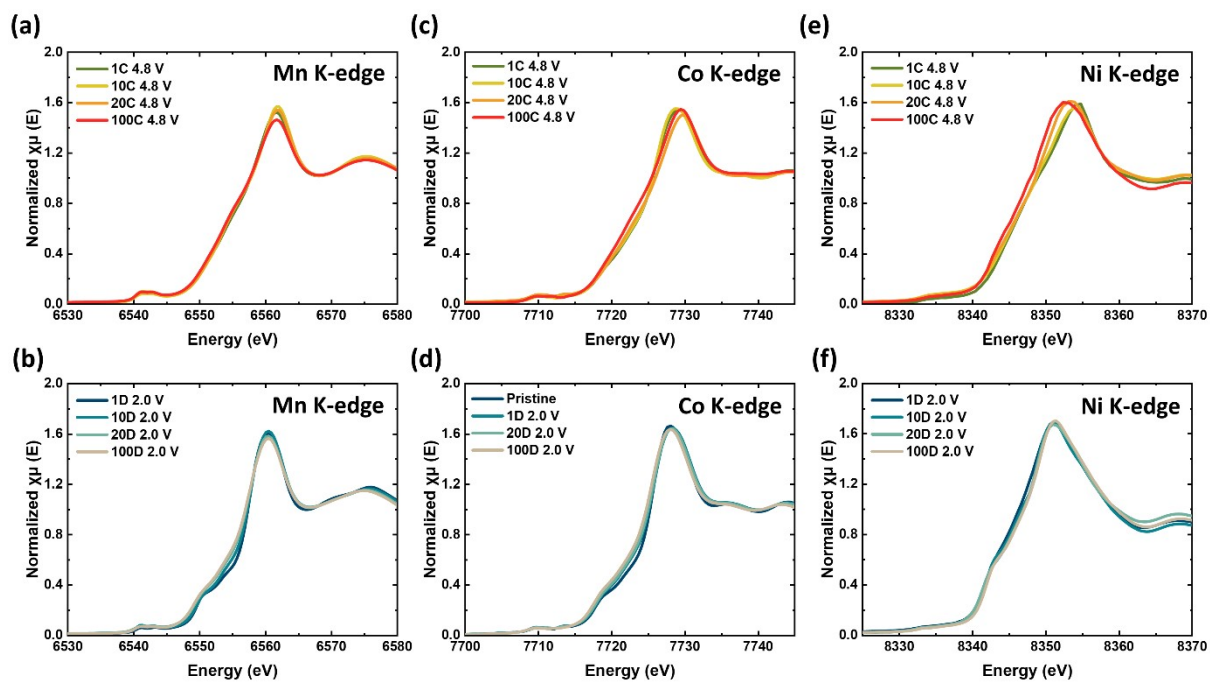 (a)
Mn K-edge
1C 4.8 V
10C 4.8 V
20C 4.8 V
100C 4.8 V
Normalized χμ (E)
2.0
1.6
1.2
0.8
0.4
0.0
6530 6540 6550 6560 6570 6580
Energy (eV)
(c)
Co K-edge
1C 4.8 V
10C 4.8 V
20C 4.8 V
100C 4.8 V
Normalized χμ (E)
2.0
1.6
1.2
0.8
0.4
0.0
7700 7710 7720 7730 7740
Energy (eV)
(e)
Ni K-edge
1C 4.8 V
10C 4.8 V
20C 4.8 V
100C 4.8 V
Normalized χμ (E)
2.0
1.6
1.2
0.8
0.4
0.0
8330 8340 8350 8360 8370
Energy (eV)
(b)
Mn K-edge
1D 2.0 V
10D 2.0 V
20D 2.0 V
100D 2.0 V
Normalized χμ (E)
2.0
1.6
1.2
0.8
0.4
0.0
6530 6540 6550 6560 6570 6580
Energy (eV)
(d)
Co K-edge
Pristine
1D 2.0 V
20D 2.0 V
100D 2.0 V
Normalized χμ (E)
2.0
1.6
1.2
0.8
0.4
0.0
7700 7710 7720 7730 7740
Energy (eV)
(f)
Ni K-edge
1D 2.0 V
10D 2.0 V
20D 2.0 V
100D 2.0 V
Normalized χμ (E)
2.0
1.6
1.2
0.8
0.4
0.0
8330 8340 8350 8360 8370
Energy (eV)